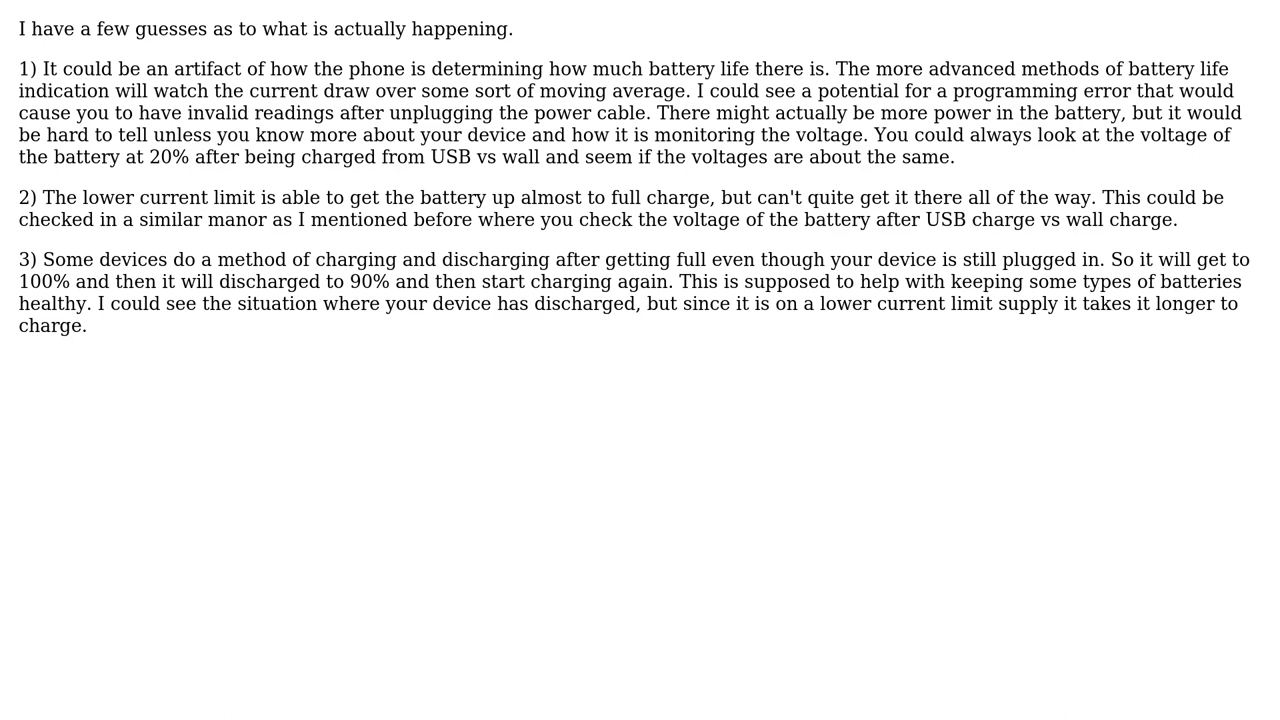 I have a few guesses as to what is actually happening.
1) It could be an artifact of how the phone is determining how much battery life there is. The more advanced methods of battery life
indication will watch the current draw over some sort of moving average. I could see a potential for a programming error that would
cause you to have invalid readings after unplugging the power cable. There might actually be more power in the battery, but it would
be hard to tell unless you know more about your device and how it is monitoring the voltage. You could always look at the voltage of
the battery at 20% after being charged from USB vs wall and seem if the voltages are about the same.
2) The lower current limit is able to get the battery up almost to full charge, but can't quite get it there all of the way. This could be
checked in a similar manor as I mentioned before where you check the voltage of the battery after USB charge vs wall charge.
3) Some devices do a method of charging and discharging after getting full even though your device is still plugged in. So it will get to
100% and then it will discharged to 90% and then start charging again. This is supposed to help with keeping some types of batteries
healthy. I could see the situation where your device has discharged, but since it is on a lower current limit supply it takes it longer to
charge.